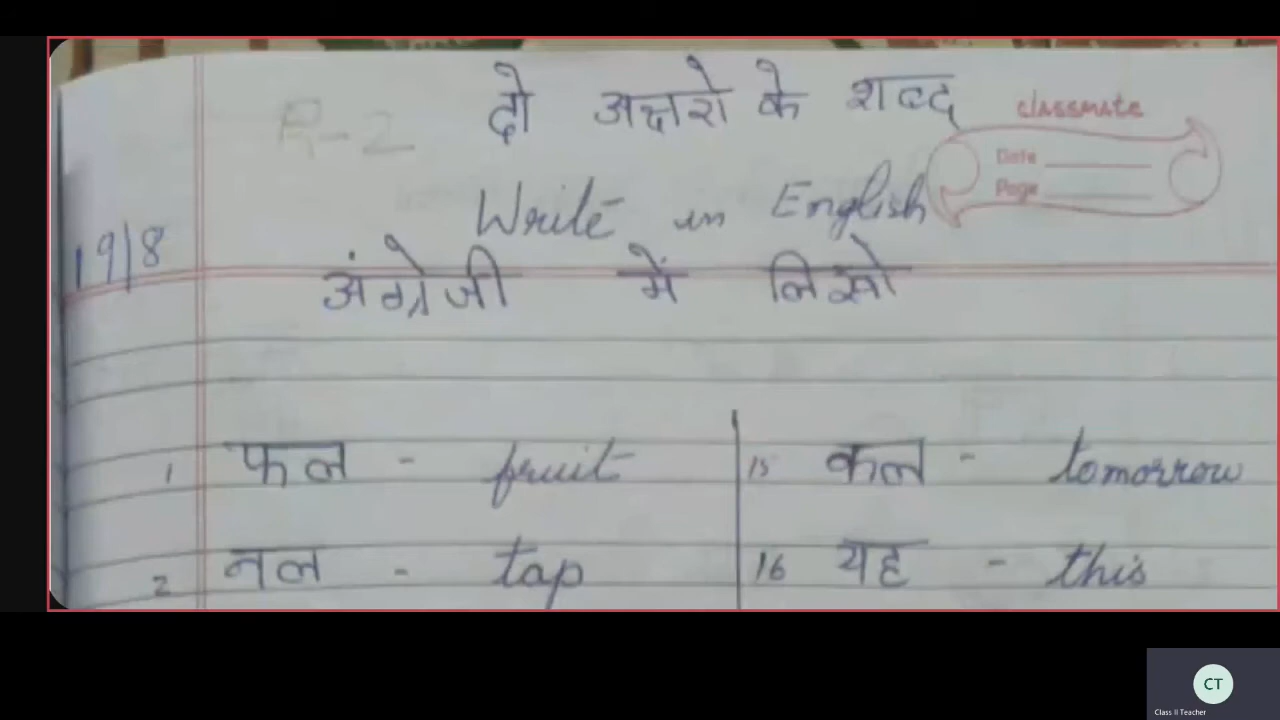 R-2
दो अक्षरो के शब्द
classmate
Date
Page
Write in English
19/8
अंग्रेजी में लिखो
1 फल - fruit
15 कल - tomorrow
2 नल - tap
16 यह - this
CT
Class II Teacher